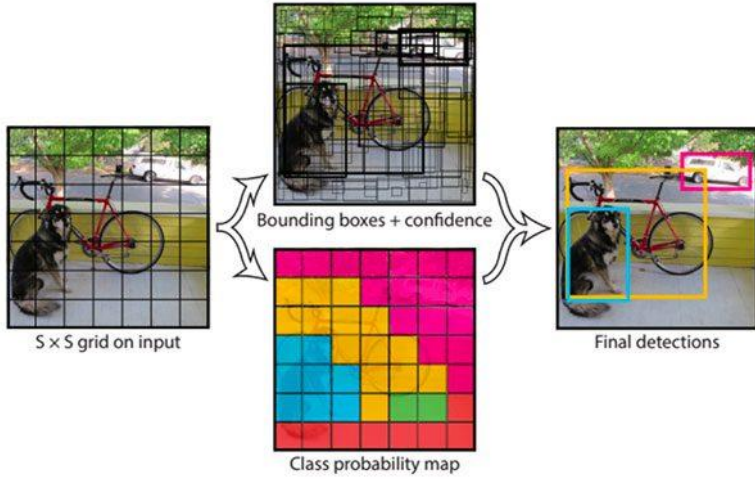 Bounding boxes + confidence
S × S grid on input
Final detections
Class probability map